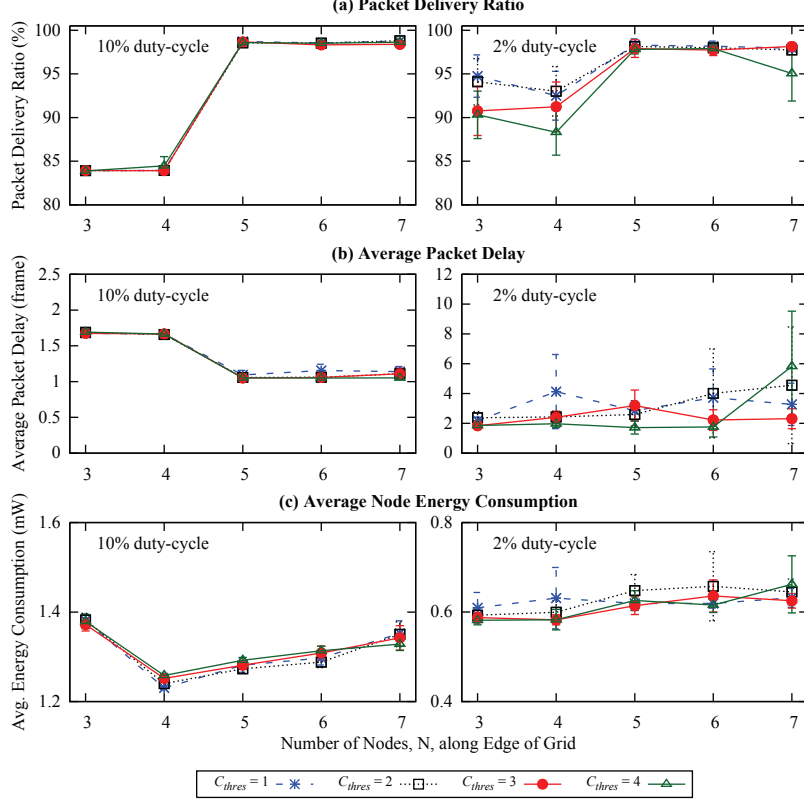 (a) Packet Delivery Ratio
Packet Delivery Ratio (%)
100
95
90
85
80
10% duty-cycle
3 4 5 6 7
100
95
90
85
80
2% duty-cycle
3 4 5 6 7
(b) Average Packet Delay
Average Packet Delay (frame)
2.5
2
1.5
1
0.5
0
10% duty-cycle
3 4 5 6 7
12
10
8
6
4
2
0
2% duty-cycle
3 4 5 6 7
(c) Average Node Energy Consumption
Avg. Energy Consumption (mW)
1.6
1.4
1.2
10% duty-cycle
3 4 5 6 7
0.8
0.6
0.4
2% duty-cycle
3 4 5 6 7
Number of Nodes, N, along Edge of Grid
C_thres = 1 C_thres = 2 C_thres = 3 C_thres = 4